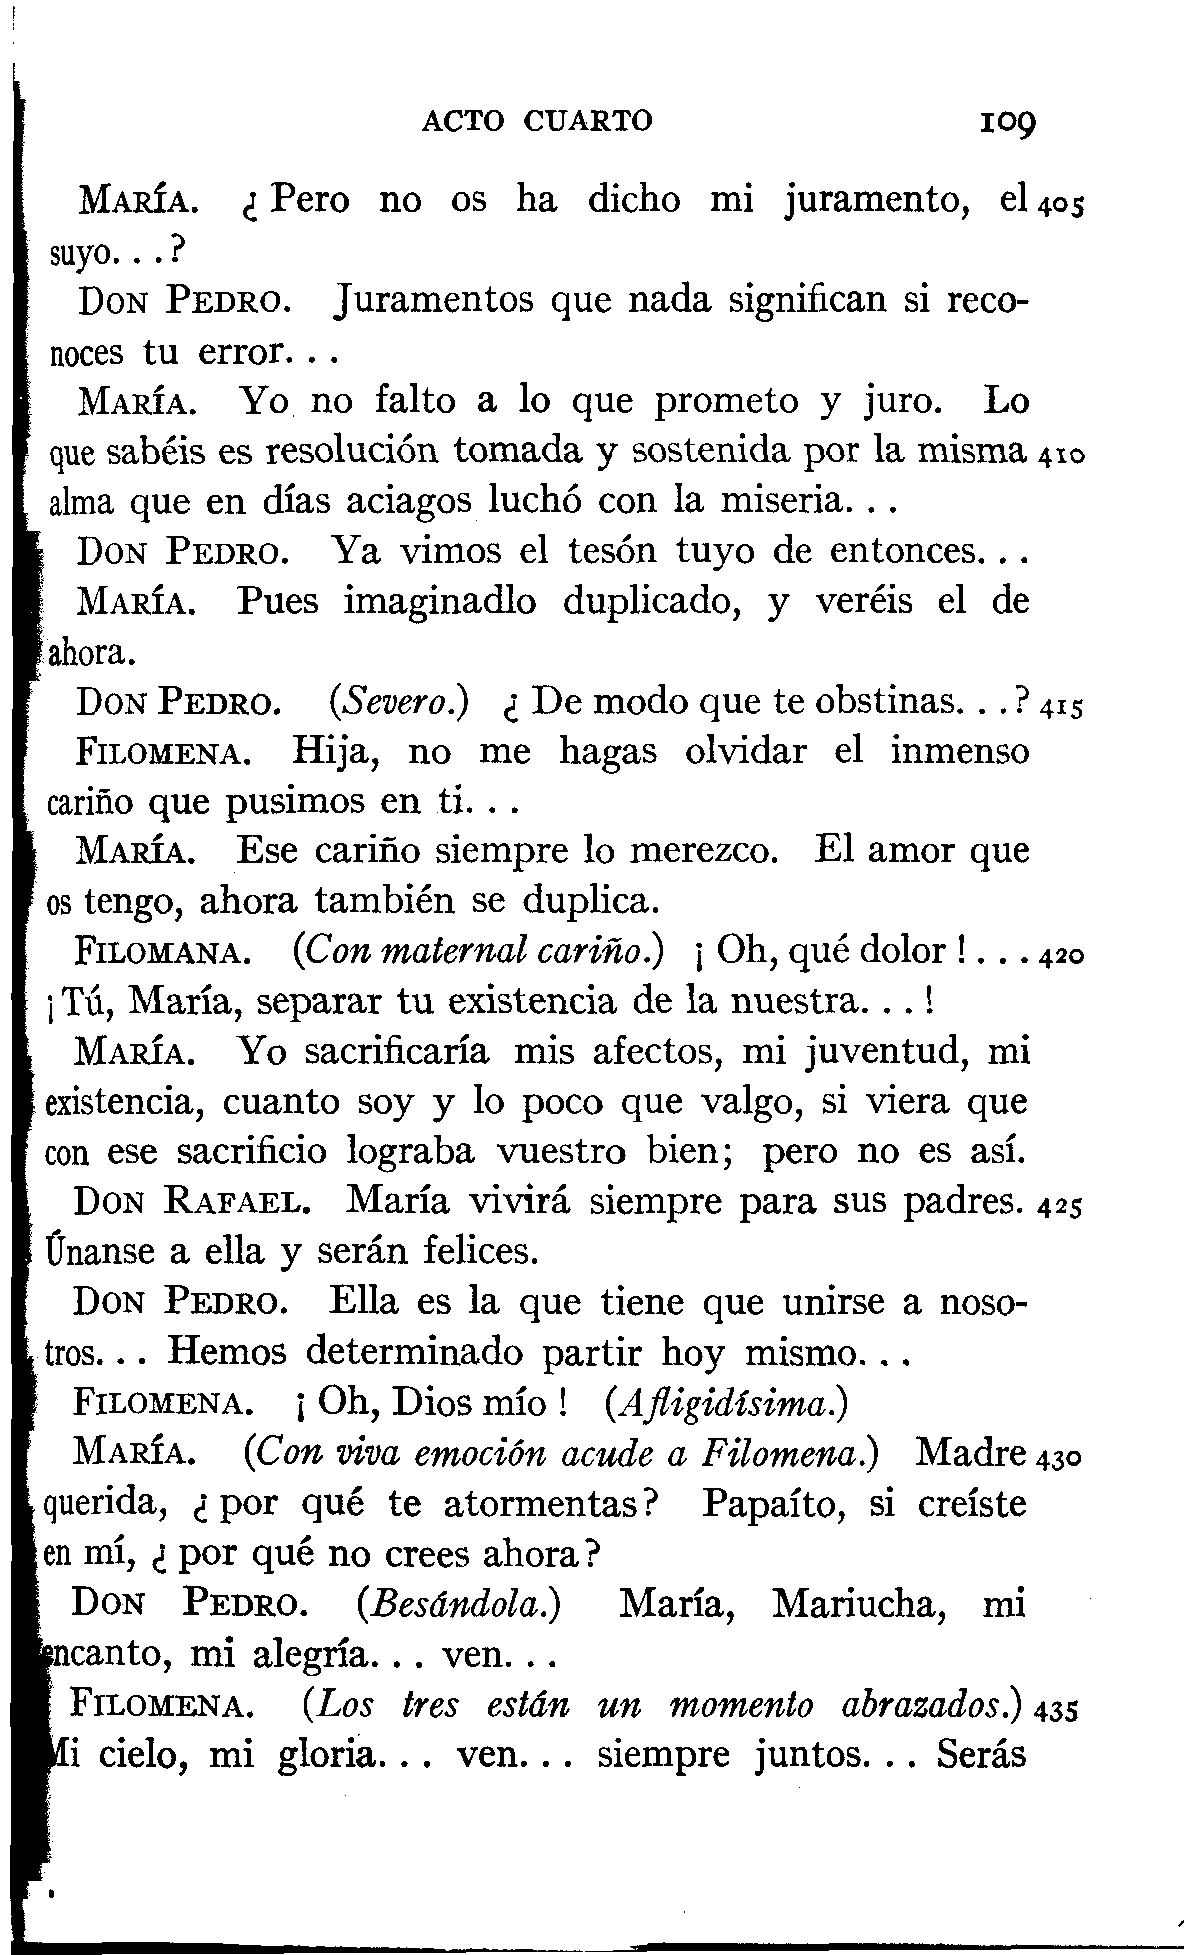 ACTO CUARTO 109
MARÍA. ¿ Pero no os ha dicho mi juramento, el 405
suyo. . .?
DON PEDRO. Juramentos que nada significan si reco-
noces tu error. . .
MARÍA. Yo no falto a lo que prometo y juro. Lo
que sabéis es resolución tomada y sostenida por la misma 410
alma que en días aciagos luchó con la miseria. . .
DON PEDRO. Ya vimos el tesón tuyo de entonces. . .
MARÍA. Pues imaginadlo duplicado, y veréis el de
ahora.
DON PEDRO. (Severo.) ¿ De modo que te obstinas. . .? 415
FILOMENA. Hija, no me hagas olvidar el inmenso
cariño que pusimos en ti. . .
MARÍA. Ese cariño siempre lo merezco. El amor que
os tengo, ahora también se duplica.
FILOMANA. (Con maternal cariño.) ¡ Oh, qué dolor ! . . . 420
¡ Tú, María, separar tu existencia de la nuestra. . . !
MARÍA. Yo sacrificaría mis afectos, mi juventud, mi
existencia, cuanto soy y lo poco que valgo, si viera que
con ese sacrificio lograba vuestro bien; pero no es así.
DON RAFAEL. María vivirá siempre para sus padres. 425
Únanse a ella y serán felices.
DON PEDRO. Ella es la que tiene que unirse a noso-
tros. . . Hemos determinado partir hoy mismo. . .
FILOMENA. ¡ Oh, Dios mío ! (Afligidísima.)
MARÍA. (Con viva emoción acude a Filomena.) Madre 430
querida, ¿ por qué te atormentas? Papaíto, si creíste
en mí, ¿ por qué no crees ahora?
DON PEDRO. (Besándola.) María, Mariucha, mi
encanto, mi alegría. . . ven. . .
FILOMENA. (Los tres están un momento abrazados.) 435
Mi cielo, mi gloria. . . ven. . . siempre juntos. . . Serás